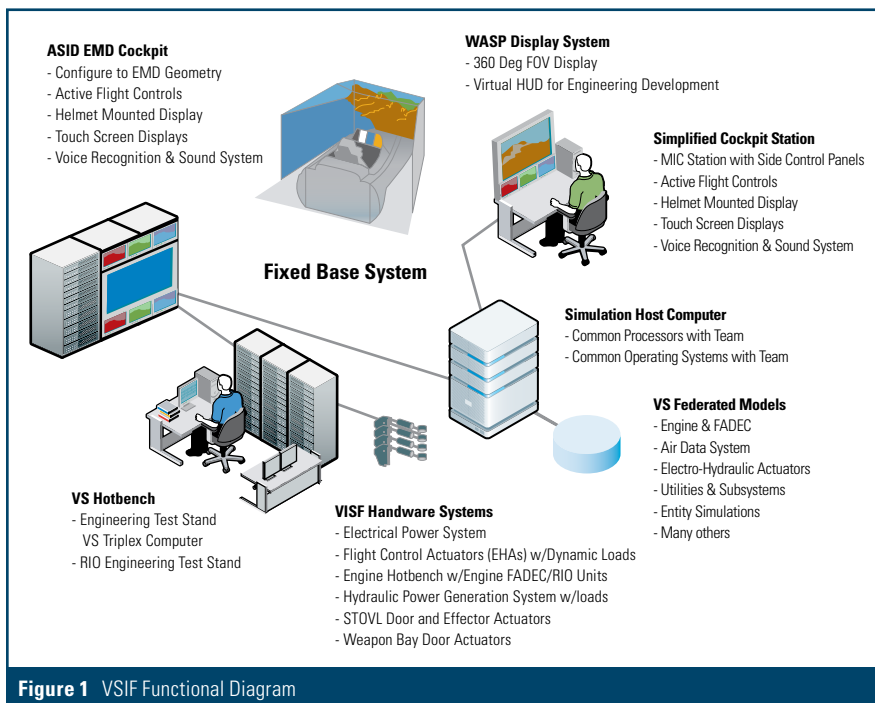 ASID EMD Cockpit
- Configure to EMD Geometry
- Active Flight Controls
- Helmet Mounted Display
- Touch Screen Displays
- Voice Recognition & Sound System
WASP Display System
- 360 Deg FOV Display
- Virtual HUD for Engineering Development
Simplified Cockpit Station
- MIC Station with Side Control Panels
- Active Flight Controls
- Helmet Mounted Display
- Touch Screen Displays
- Voice Recognition & Sound System
Fixed Base System
Simulation Host Computer
- Common Processors with Team
- Common Operating Systems with Team
VS Federated Models
- Engine & FADEC
- Air Data System
- Electro-Hydraulic Actuators
- Utilities & Subsystems
- Entity Simulations
- Many others
VS Hotbench
- Engineering Test Stand
VS Triplex Computer
- RIO Engineering Test Stand
VISF Hardware Systems
- Electrical Power System
- Flight Control Actuators (EHAs) w/Dynamic Loads
- Engine Hotbench w/Engine FADEC/RIO Units
- Hydraulic Power Generation System w/loads
- STOVL Door and Effector Actuators
- Weapon Bay Door Actuators
Figure 1 VSIF Functional Diagram